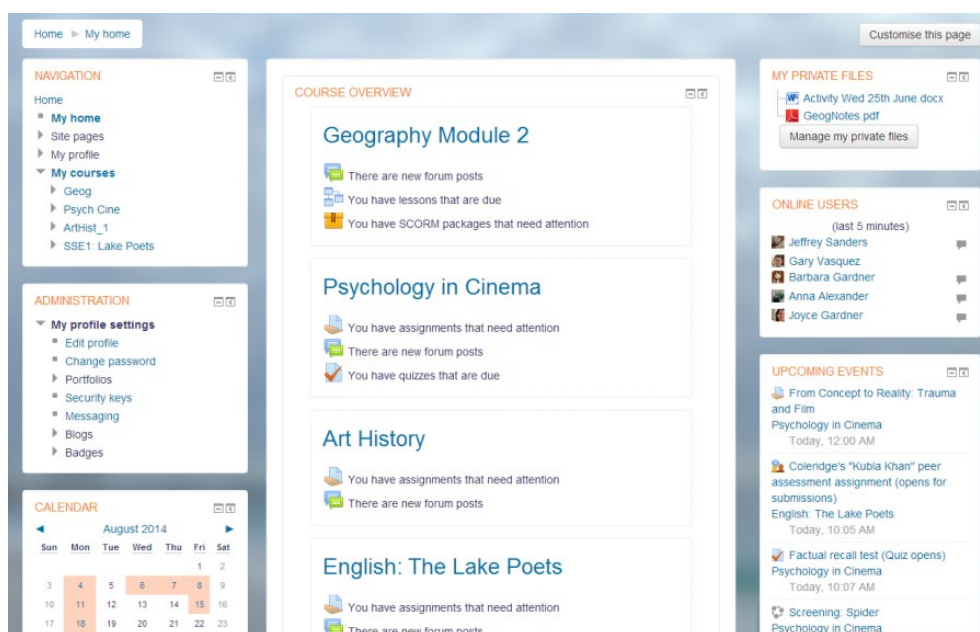 Home ▶ My home
Customise this page
NAVIGATION
Home
My home
Site pages
My profile
My courses
Geog
Psych Cine
ArtHist_1
SSE1: Lake Poets
ADMINISTRATION
My profile settings
Edit profile
Change password
Portfolios
Security keys
Messaging
Blogs
Badges
CALENDAR
◀ August 2014 ▶
Sun Mon Tue Wed Thu Fri Sat
1 2
3 4 5 6 7 8 9
10 11 12 13 14 15 16
17 18 19 20 21 22 23
COURSE OVERVIEW
Geography Module 2
There are new forum posts
You have lessons that are due
You have SCORM packages that need attention
Psychology in Cinema
You have assignments that need attention
There are new forum posts
You have quizzes that are due
Art History
You have assignments that need attention
There are new forum posts
English: The Lake Poets
You have assignments that need attention
There are new forum posts
MY PRIVATE FILES
Activity Wed 25th June.docx
GeogNotes.pdf
Manage my private files
ONLINE USERS
(last 5 minutes)
Jeffrey Sanders
Gary Vasquez
Barbara Gardner
Anna Alexander
Joyce Gardner
UPCOMING EVENTS
From Concept to Reality: Trauma
and Film
Psychology in Cinema
Today, 12:00 AM
Coleridge's "Kubla Khan" peer
assessment assignment (opens for
submissions)
English: The Lake Poets
Today, 10:05 AM
Factual recall test (Quiz opens)
Psychology in Cinema
Today, 10:07 AM
Screening: Spider
Psychology in Cinema